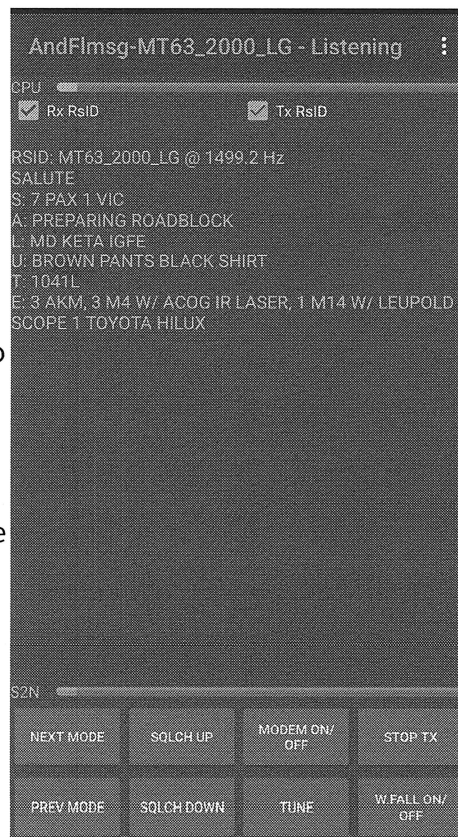 AndFlmsg-MT63_2000_LG - Listening
CPU
Rx RsID
Tx RsID
RSID: MT63_2000_LG @ 1499.2 Hz
SALUTE
S: 7 PAX 1 VIC
A: PREPARING ROADBLOCK
L: MD KETA IGFE
U: BROWN PANTS BLACK SHIRT
T: 1041L
E: 3 AKM, 3 M4 W/ ACOG IR LASER, 1 M14 W/ LEUPOLD
SCOPE 1 TOYOTA HILUX
S2N
NEXT MODE
SQLCH UP
MODEM ON/
OFF
STOP TX
PREV MODE
SQLCH DOWN
TUNE
W.FALL ON/
OFF